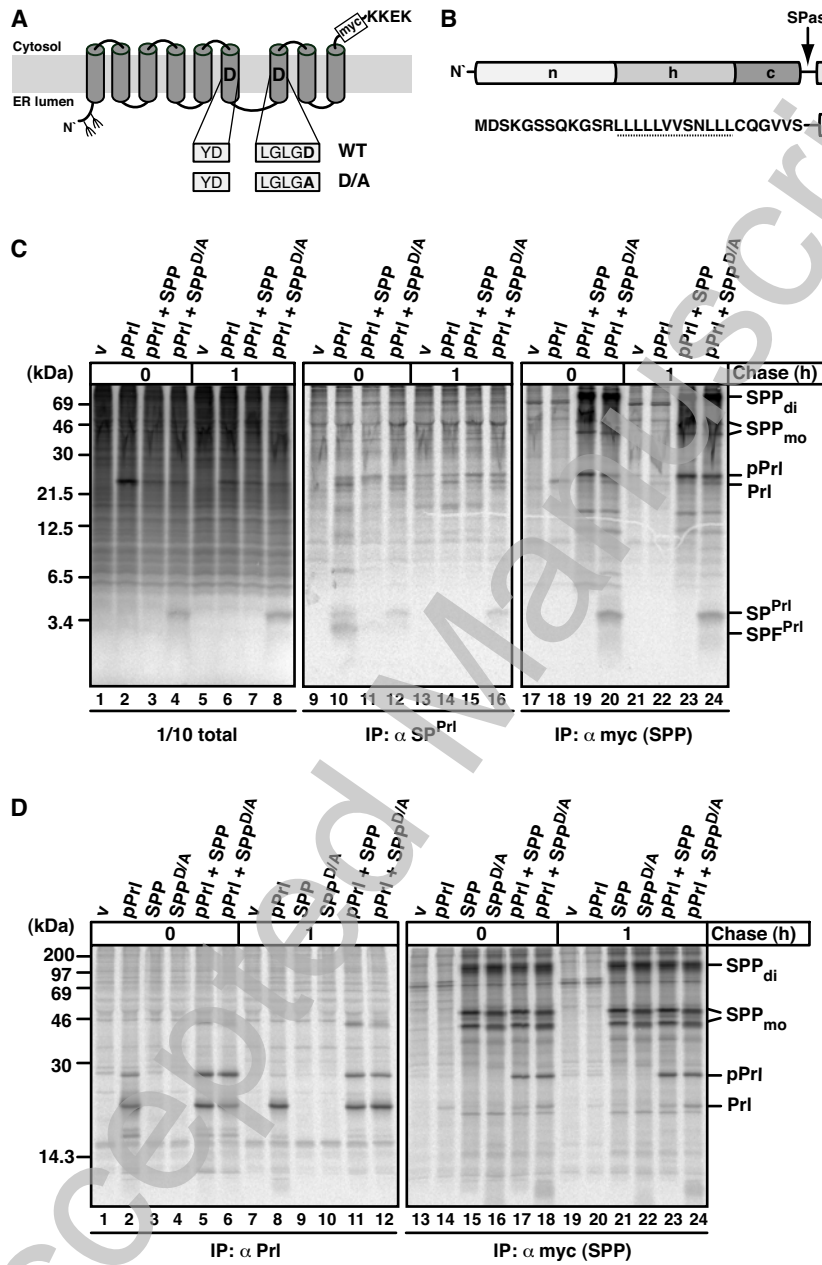 A
myc
KKEK
Cytosol
D
D
ER lumen
N`
YD
LGLGD
WT
YD
LGLGA
D/A
B
SPas
N`
n
h
c
MDSKGSSQKGSRLLLLLVVSNLLLCQGVVS
C
v
pPrl
pPrl + SPP
pPrl + SPP^D/A
v
pPrl
pPrl + SPP
pPrl + SPP^D/A
v
pPrl
pPrl + SPP
pPrl + SPP^D/A
v
pPrl
pPrl + SPP
pPrl + SPP^D/A
v
pPrl
pPrl + SPP
pPrl + SPP^D/A
v
pPrl
pPrl + SPP
pPrl + SPP^D/A
(kDa)
0 1
0 1
0 1
Chase (h)
69
46
30
21.5
12.5
6.5
3.4
SPP_di
SPP_mo
pPrl
Prl
SP^Prl
SPF^Prl
1 2 3 4 5 6 7 8
9 10 11 12 13 14 15 16
17 18 19 20 21 22 23 24
1/10 total
IP: α SP^Prl
IP: α myc (SPP)
D
v
pPrl
SPP
SPP^D/A
pPrl + SPP
pPrl + SPP^D/A
v
pPrl
SPP
SPP^D/A
pPrl + SPP
pPrl + SPP^D/A
v
pPrl
SPP
SPP^D/A
pPrl + SPP
pPrl + SPP^D/A
v
pPrl
SPP
SPP^D/A
pPrl + SPP
pPrl + SPP^D/A
(kDa)
0 1
0 1
Chase (h)
200
97
69
46
30
14.3
SPP_di
SPP_mo
pPrl
Prl
1 2 3 4 5 6 7 8 9 10 11 12
13 14 15 16 17 18 19 20 21 22 23 24
IP: α Prl
IP: α myc (SPP)
ccepted Manuscri